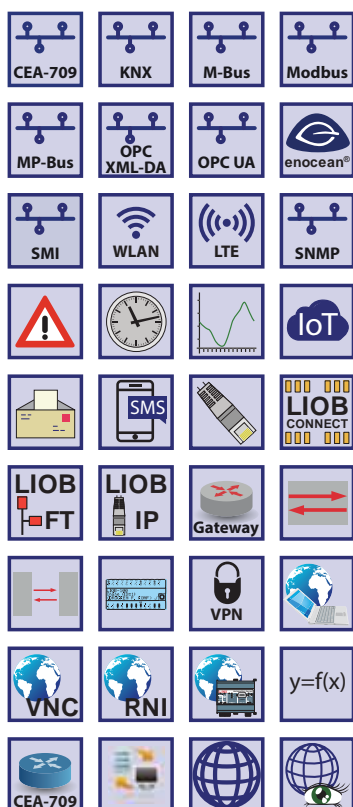 CEA-709
KNX
M-Bus
Modbus
MP-Bus
OPC
XML-DA
OPC UA
enocean®
SMI
WLAN
LTE
SNMP
IoT
SMS
LIOB
CONNECT
LIOB
FT
LIOB
IP
Gateway
VPN
VNC
RNI
y=f(x)
CEA-709